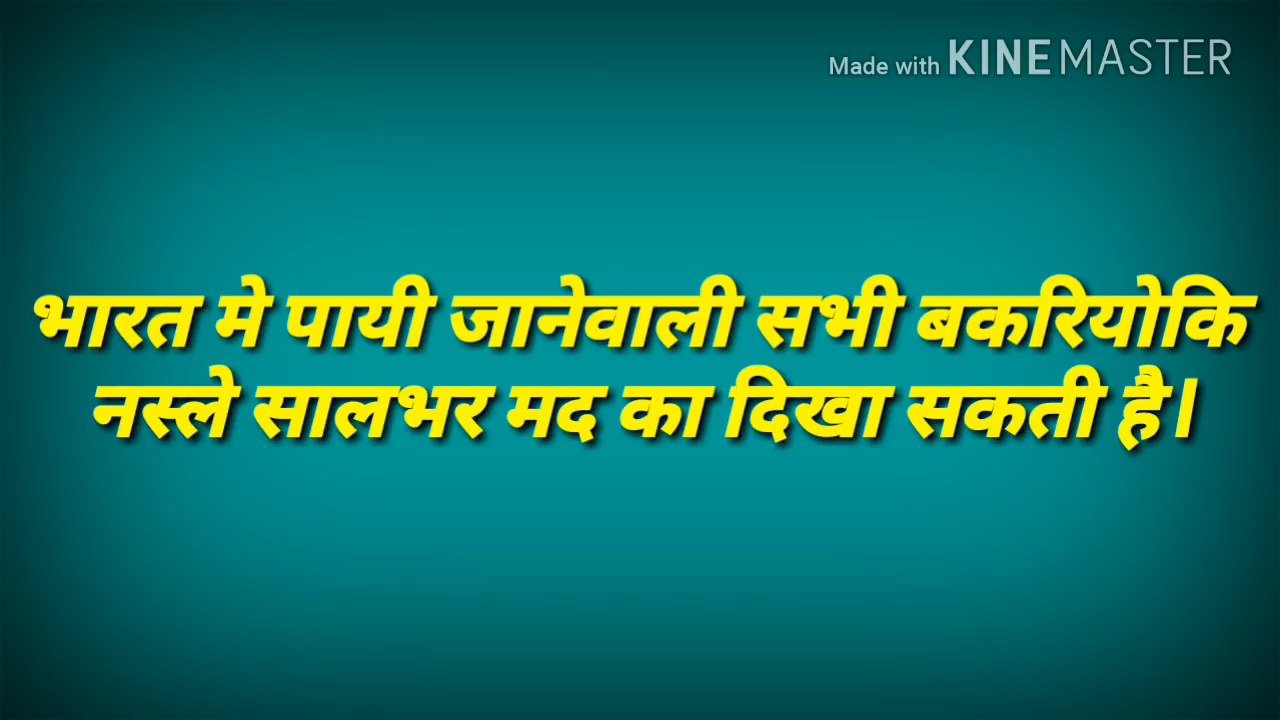 Made with KINEMASTER
भारत मे पायी जानेवाली सभी बकरियोकि
नस्ले सालभर मद का दिखा सकती है।